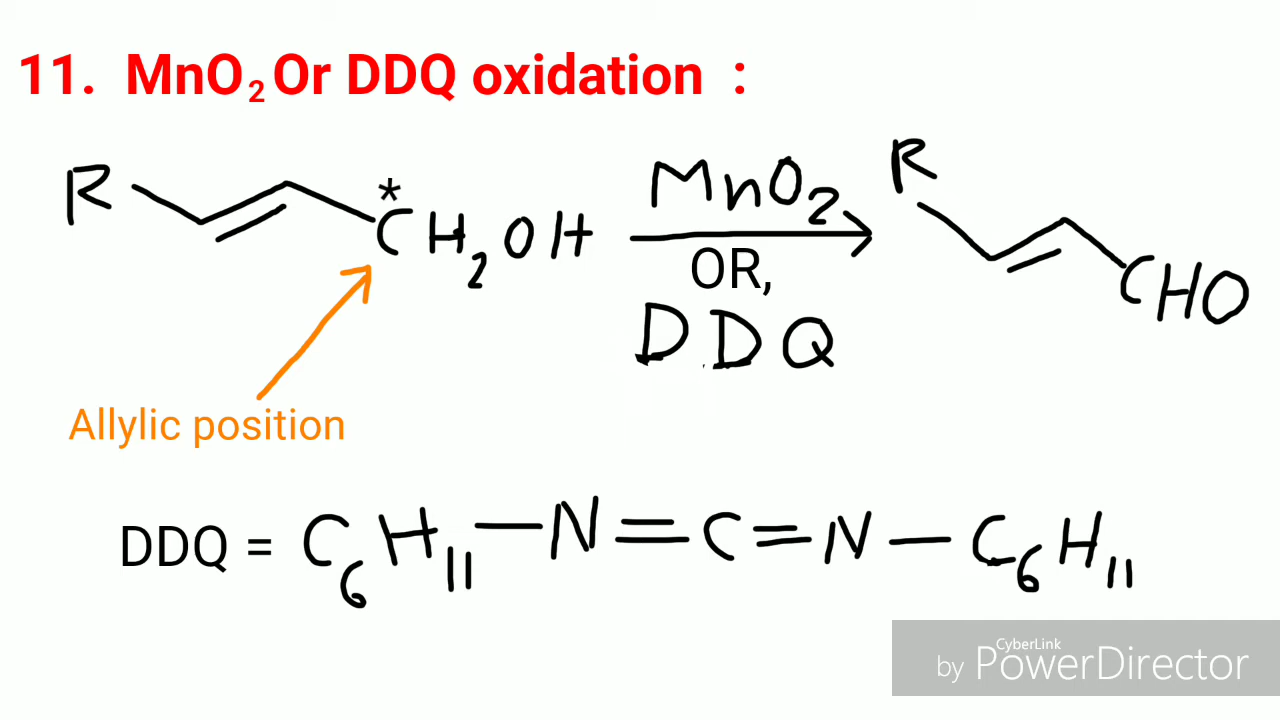 11. MnO₂ Or DDQ oxidation :
R *CH₂OH MnO₂ OR, DDQ R CHO
Allylic position
DDQ = C₆H₁₁—N=C=N—C₆H₁₁
CyberLink
by PowerDirector